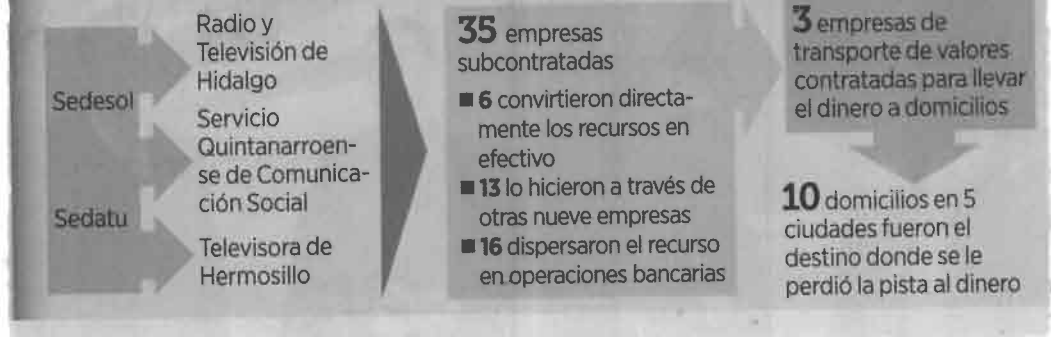 Sedesol
Sedatu
Radio y
Televisión de
Hidalgo
Servicio
Quintanarroen-
se de Comunica-
ción Social
Televisora de
Hermosillo
35 empresas
subcontratadas
■ 6 convirtieron directa-
mente los recursos en
efectivo
■ 13 lo hicieron a través de
otras nueve empresas
■ 16 dispersaron el recurso
en operaciones bancarias
3 empresas de
transporte de valores
contratadas para llevar
el dinero a domicilios
10 domicilios en 5
ciudades fueron el
destino donde se le
perdió la pista al dinero